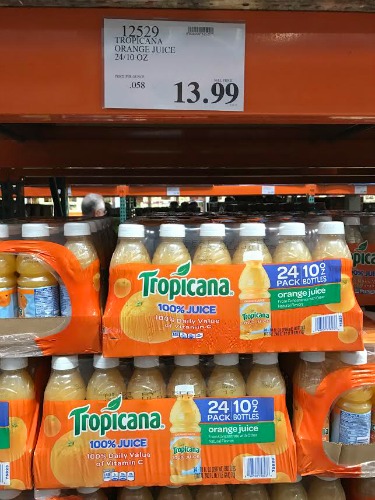 12529
TROPICANA
ORANGE JUICE
24/10 OZ
.058
13.99
Tropicana
100% JUICE
100% Daily Value
of Vitamin C
24 10 OZ
PACK BOTTLES
orange juice
Tropicana
100% JUICE
100% Daily Value
of Vitamin C
24 10 OZ
PACK BOTTLES
orange juice